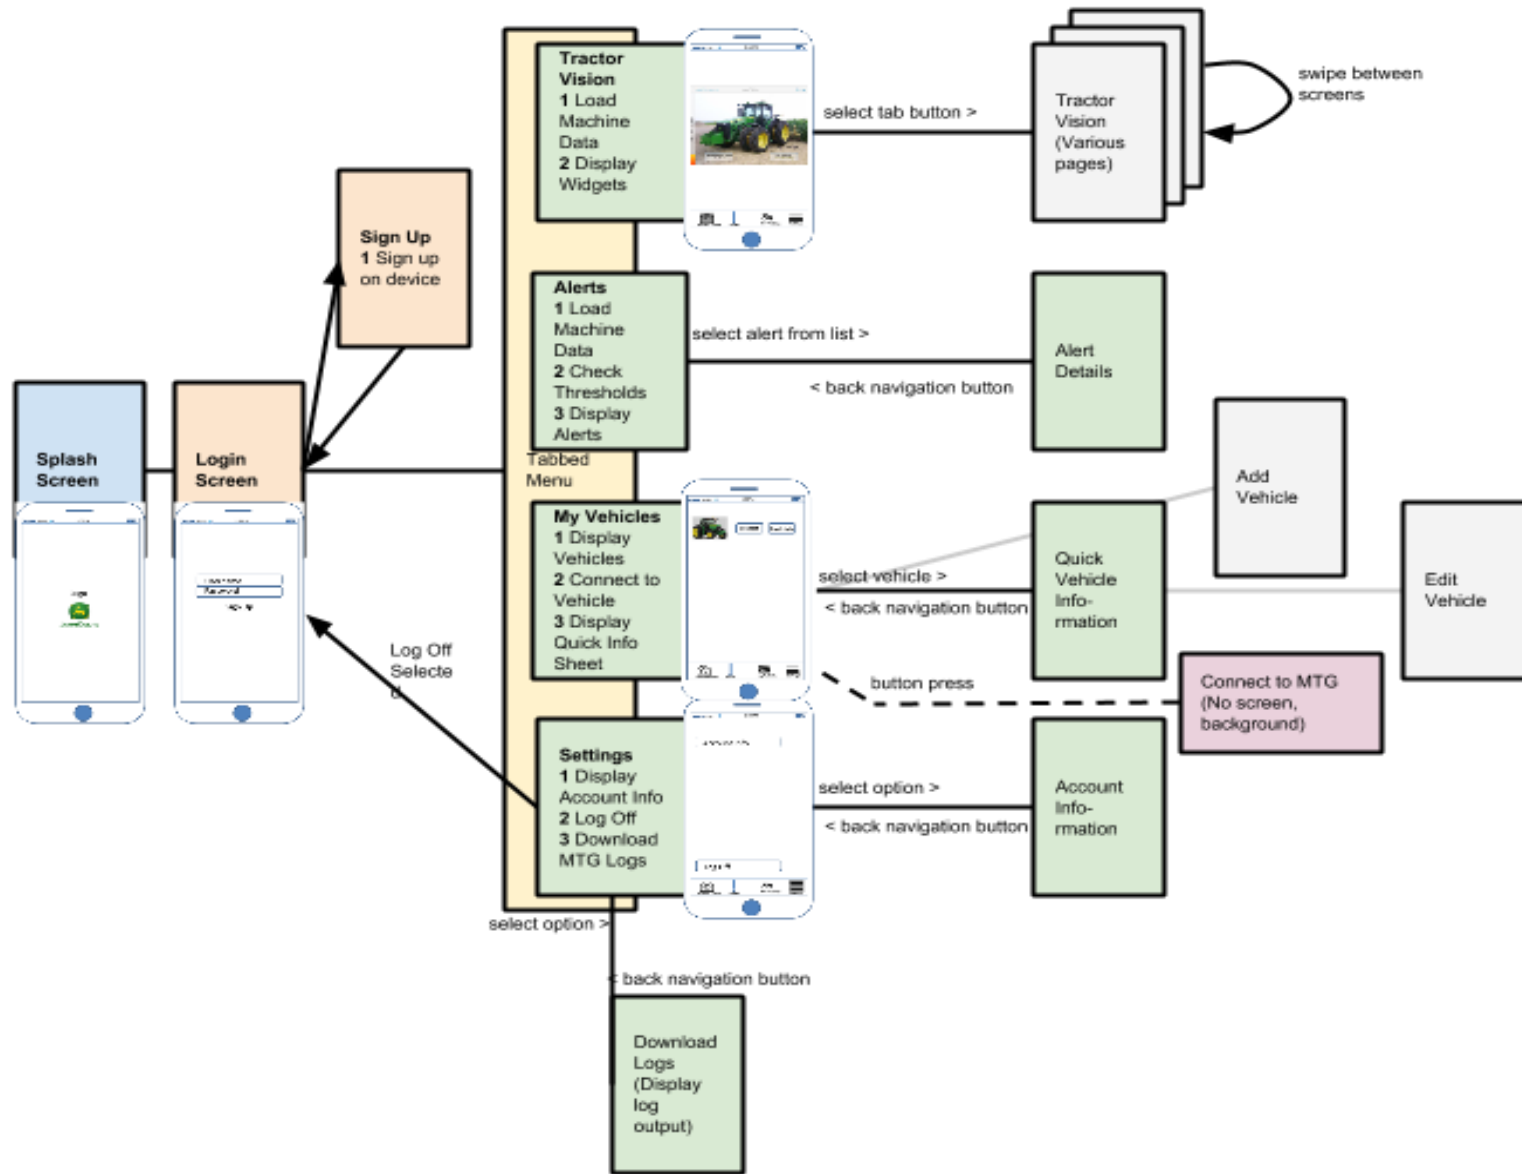 Splash
Screen
Login
Screen
Sign Up
1 Sign up
on device
Log Off
Selecte
d
Tabbed
Menu
Tractor
Vision
1 Load
Machine
Data
2 Display
Widgets
select tab button >
Tractor
Vision
(Various
pages)
swipe between
screens
Alerts
1 Load
Machine
Data
2 Check
Thresholds
3 Display
Alerts
select alert from list >
< back navigation button
Alert
Details
My Vehicles
1 Display
Vehicles
2 Connect to
Vehicle
3 Display
Quick Info
Sheet
select vehicle >
< back navigation button
Quick
Vehicle
Info-
rmation
Add
Vehicle
Edit
Vehicle
button press
Connect to MTG
(No screen,
background)
Settings
1 Display
Account Info
2 Log Off
3 Download
MTG Logs
select option >
< back navigation button
Account
Info-
rmation
select option >
< back navigation button
Download
Logs
(Display
log
output)